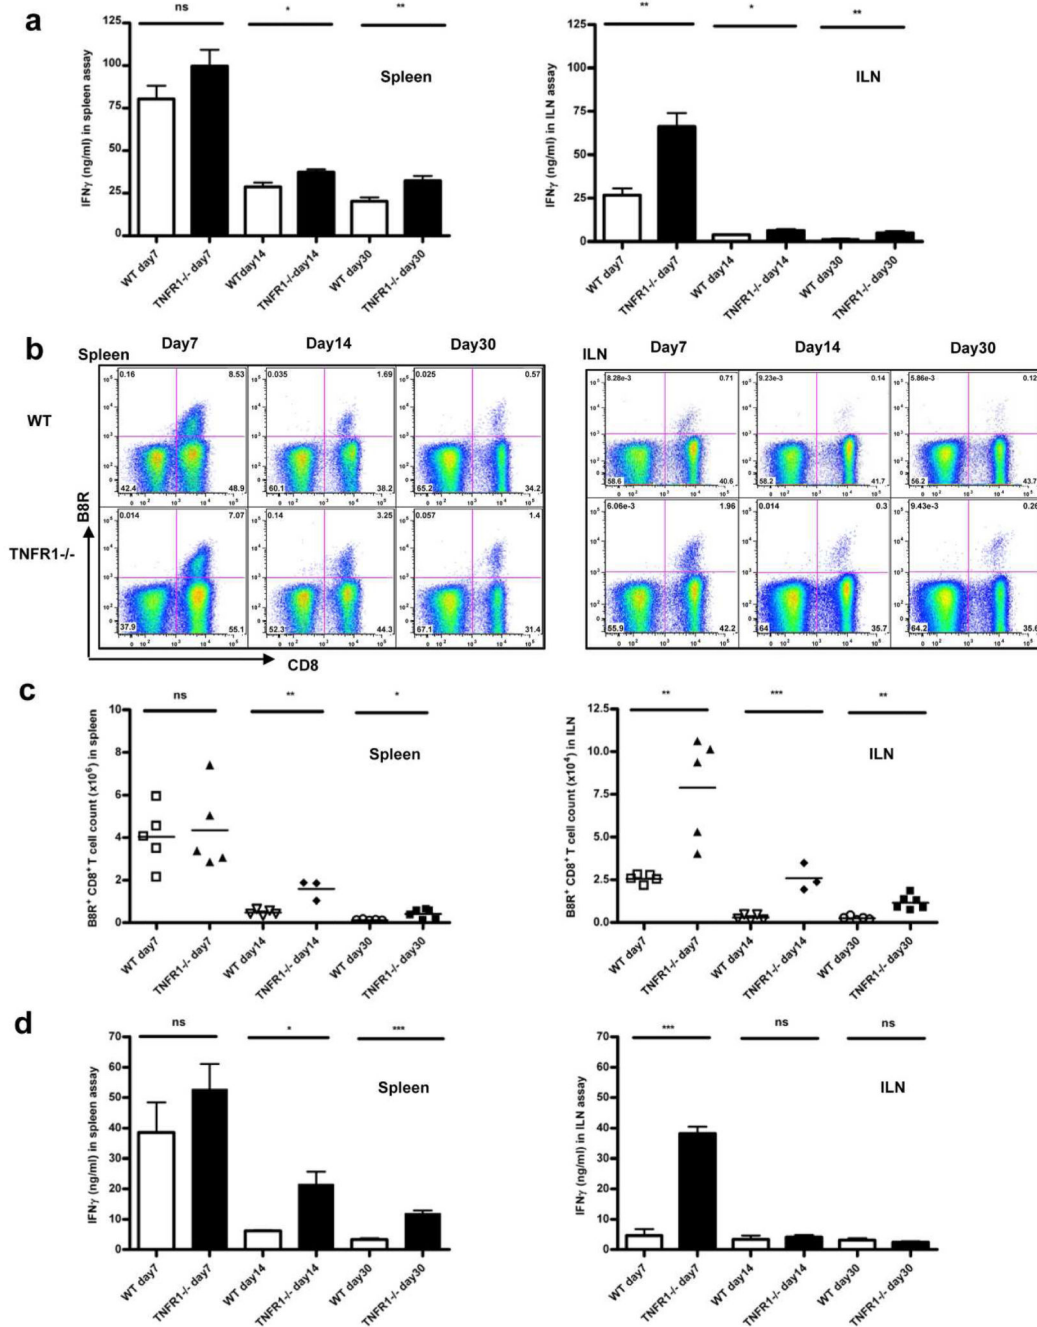 a
ns
*
**
Spleen
IFNγ (ng/ml) in spleen assay
125
100
75
50
25
0
WT day7
TNFR1-/- day7
WTday14
TNFR1-/-day14
WT day30
TNFR1-/- day30
**
*
**
ILN
IFNγ (ng/ml) in ILN assay
125
100
75
50
25
0
WT day7
TNFR1-/- day7
WT day14
TNFR1-/- day14
WT day30
TNFR1-/- day30
b
Spleen
Day7
Day14
Day30
ILN
Day7
Day14
Day30
WT
0.16 8.53
42.4 48.9
0.035 1.69
60.1 38.2
0.025 0.57
65.2 34.2
8.28e-3 0.71
58.6 40.6
9.23e-3 0.14
58.2 41.7
5.86e-3 0.12
56.2 43.7
TNFR1-/-
0.014 7.07
37.9 55.1
0.14 3.25
52.3 44.3
0.057 1.4
67.1 31.4
6.06e-3 1.96
55.9 42.2
0.014 0.3
64 35.7
9.43e-3 0.26
64.2 35.6
B8R
CD8
c
ns
**
*
Spleen
B8R⁺ CD8⁺ T cell count (x10⁶) in spleen
10
8
6
4
2
0
WT day7
TNFR1-/- day7
WT day14
TNFR1-/- day14
WT day30
TNFR1-/- day30
**
***
**
ILN
B8R⁺ CD8⁺ T cell count (x10⁴) in ILN
12.5
10.0
7.5
5.0
2.5
0.0
WT day7
TNFR1-/- day7
WT day14
TNFR1-/- day14
WT day30
TNFR1-/- day30
d
ns
*
***
Spleen
IFNγ (ng/ml) in spleen assay
70
60
50
40
30
20
10
0
WT day7
TNFR1-/- day7
WT day14
TNFR1-/- day14
WT day30
TNFR1-/- day30
***
ns
ns
ILN
IFNγ (ng/ml) in ILN assay
70
60
50
40
30
20
10
0
WT day7
TNFR1-/- day7
WT day14
TNFR1-/- day14
WT day30
TNFR1-/- day30